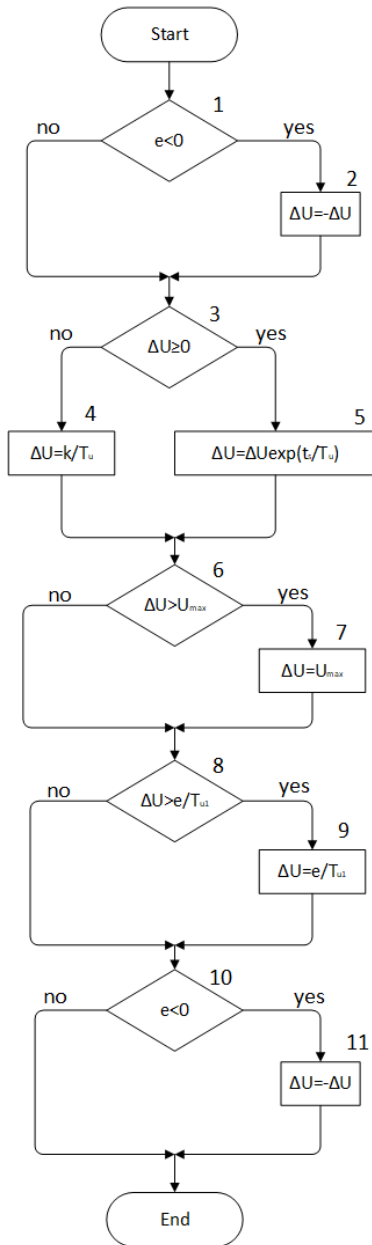 Start
1
no
yes
e<0
2
ΔU=-ΔU
3
no
yes
ΔU≥0
4
5
ΔU=k/Tᵤ
ΔU=ΔUexp(tₛ/Tᵤ)
6
no
yes
ΔU>Uₘₐₓ
7
ΔU=Uₘₐₓ
8
no
yes
ΔU>e/Tᵤ₁
9
ΔU=e/Tᵤ₁
10
no
yes
e<0
11
ΔU=-ΔU
End